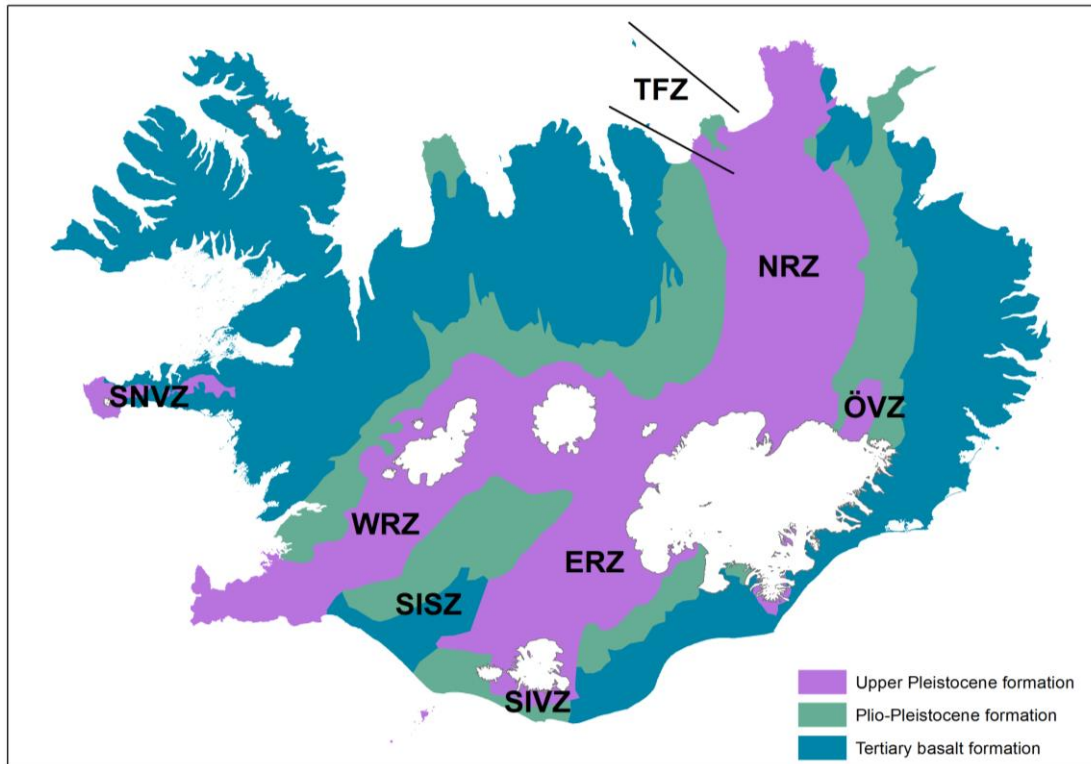 TFZ
NRZ
SNVZ
ÖVZ
WRZ
ERZ
SISZ
SIVZ
Upper Pleistocene formation
Plio-Pleistocene formation
Tertiary basalt formation